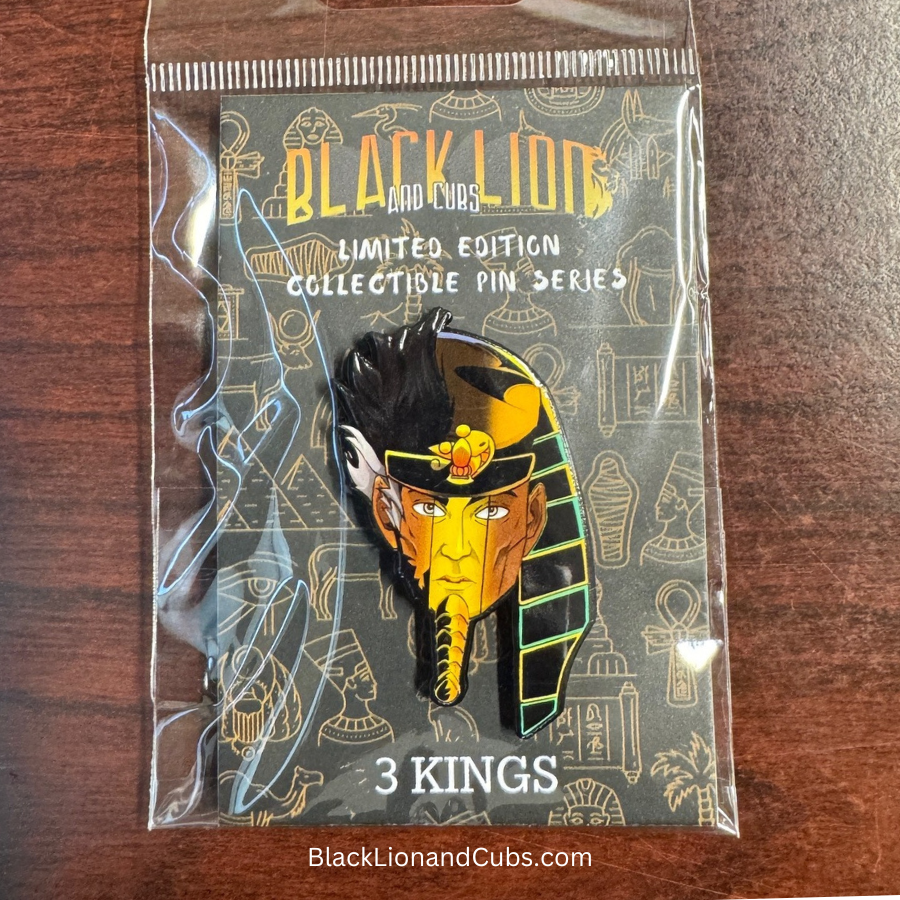 BLACK LION
AND CUBS
LIMITED EDITION
COLLECTIBLE PIN SERIES
3 KINGS
BlackLionandCubs.com